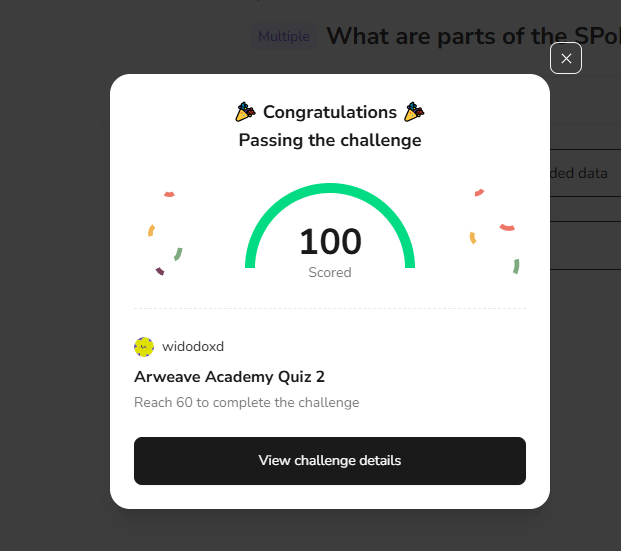 Multiple What are parts of the SPo
🎉 Congratulations 🎉
Passing the challenge
ded data
100
Scored
widodoxd
Arweave Academy Quiz 2
Reach 60 to complete the challenge
View challenge details